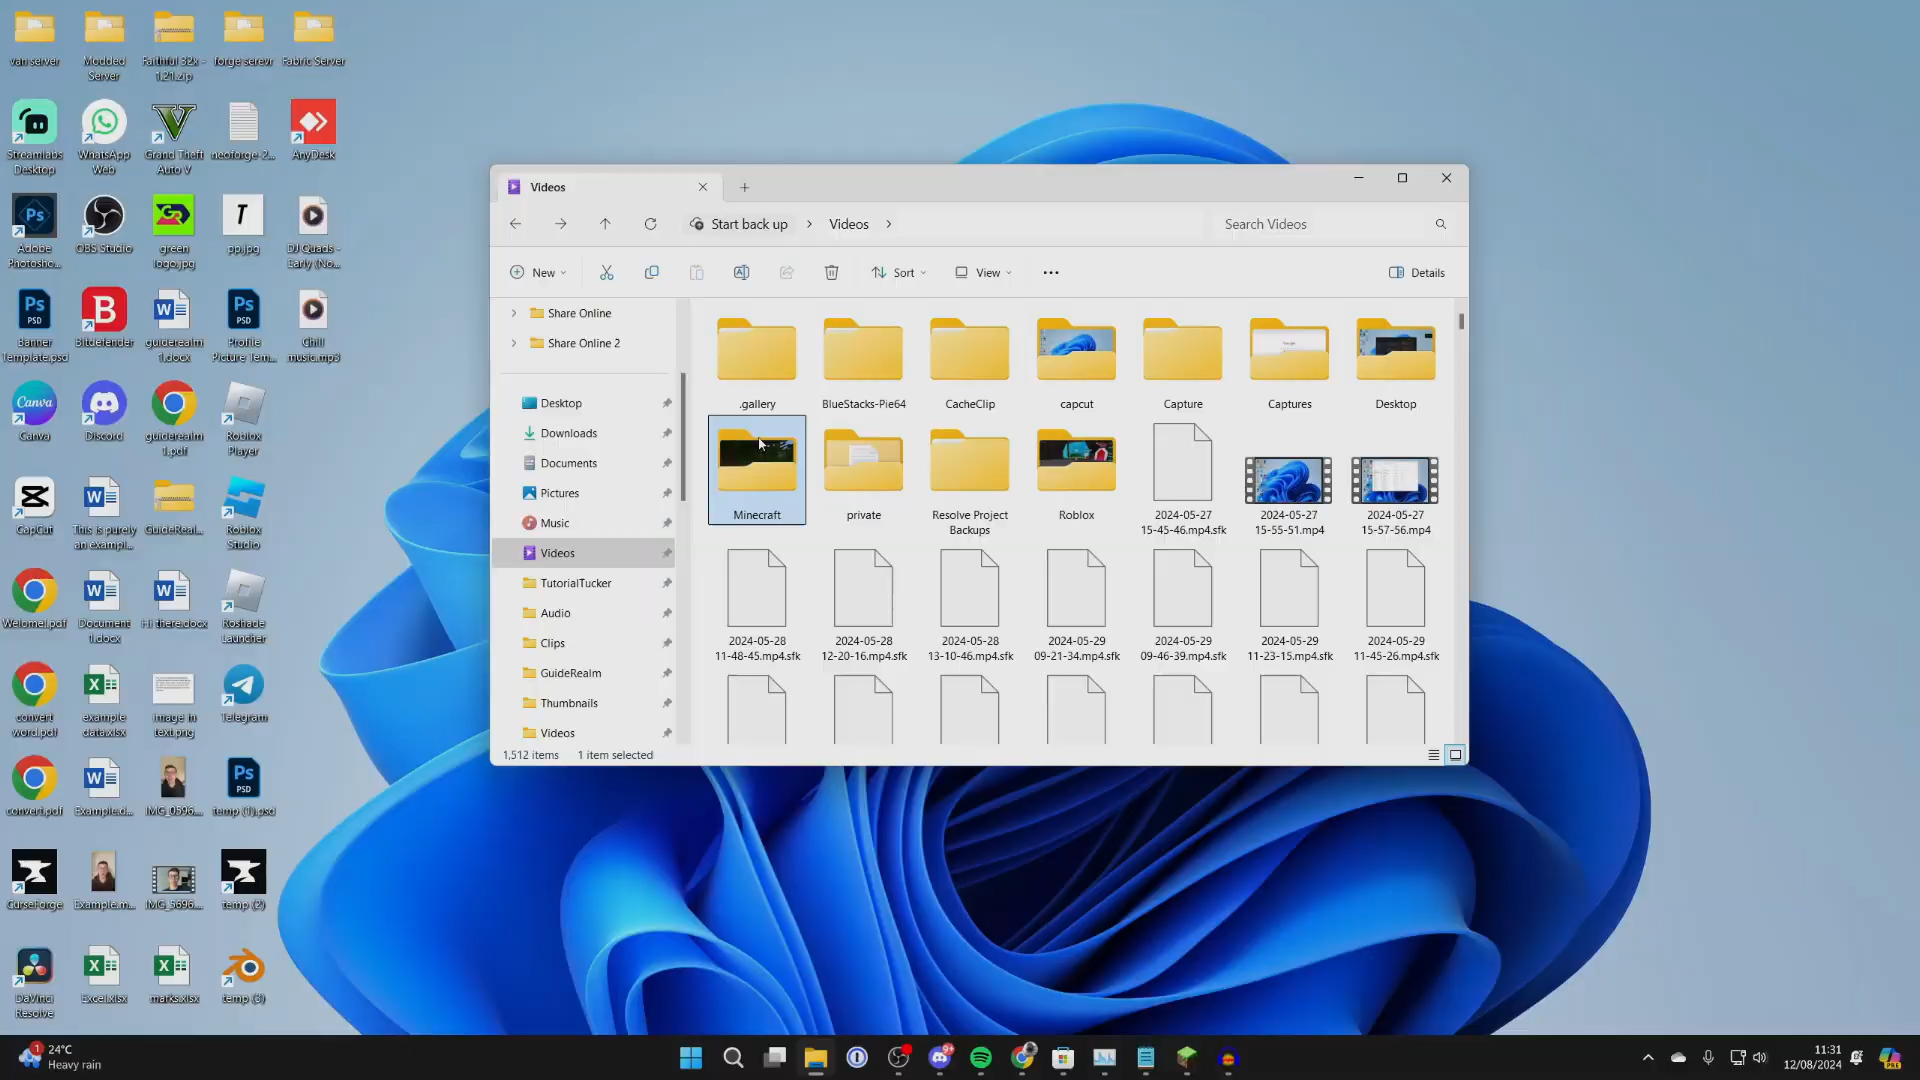 van server
Modded
Server
Faithful 32x -
1.21.zip
forge serevr
Fabric Server
Streamlabs
Desktop
WhatsApp
Web
Grand Theft
Auto V
neoforge-2...
AnyDesk
Adobe
Photosho...
OBS Studio
green
logo.jpg
pp.jpg
DJ Quads -
Early (No...
Banner
Template.psd
Bitdefender
guiderealm
1.docx
Profile
Picture Tem...
Chill
music.mp3
Canva
Discord
guiderealm
1.pdf
Roblox
Player
CapCut
This is purely
an exampl...
GuideReal...
Roblox
Studio
Welome!.pdf
Document
1.docx
Hi there.docx
Roshade
Launcher
convert
word.pdf
example
data.xlsx
image in
text.png
Telegram
convert.pdf
Example.d...
IMG_0596....
temp (1).psd
CurseForge
Example.m...
IMG_5696....
temp (2)
DaVinci
Resolve
Excel.xlsx
marks.xlsx
temp (3)
Videos
Start back up
Videos
Search Videos
New
Sort
View
Details
Share Online
Share Online 2
Desktop
Downloads
Documents
Pictures
Music
Videos
TutorialTucker
Audio
Clips
GuideRealm
Thumbnails
Videos
.gallery
BlueStacks-Pie64
CacheClip
capcut
Capture
Captures
Desktop
Minecraft
private
Resolve Project
Backups
Roblox
2024-05-27
15-45-46.mp4.sfk
2024-05-27
15-55-51.mp4
2024-05-27
15-57-56.mp4
2024-05-28
11-48-45.mp4.sfk
2024-05-28
12-20-16.mp4.sfk
2024-05-28
13-10-46.mp4.sfk
2024-05-29
09-21-34.mp4.sfk
2024-05-29
09-46-39.mp4.sfk
2024-05-29
11-23-15.mp4.sfk
2024-05-29
11-45-26.mp4.sfk
1,512 items
1 item selected
1
24°C
Heavy rain
9+
11:31
12/08/2024